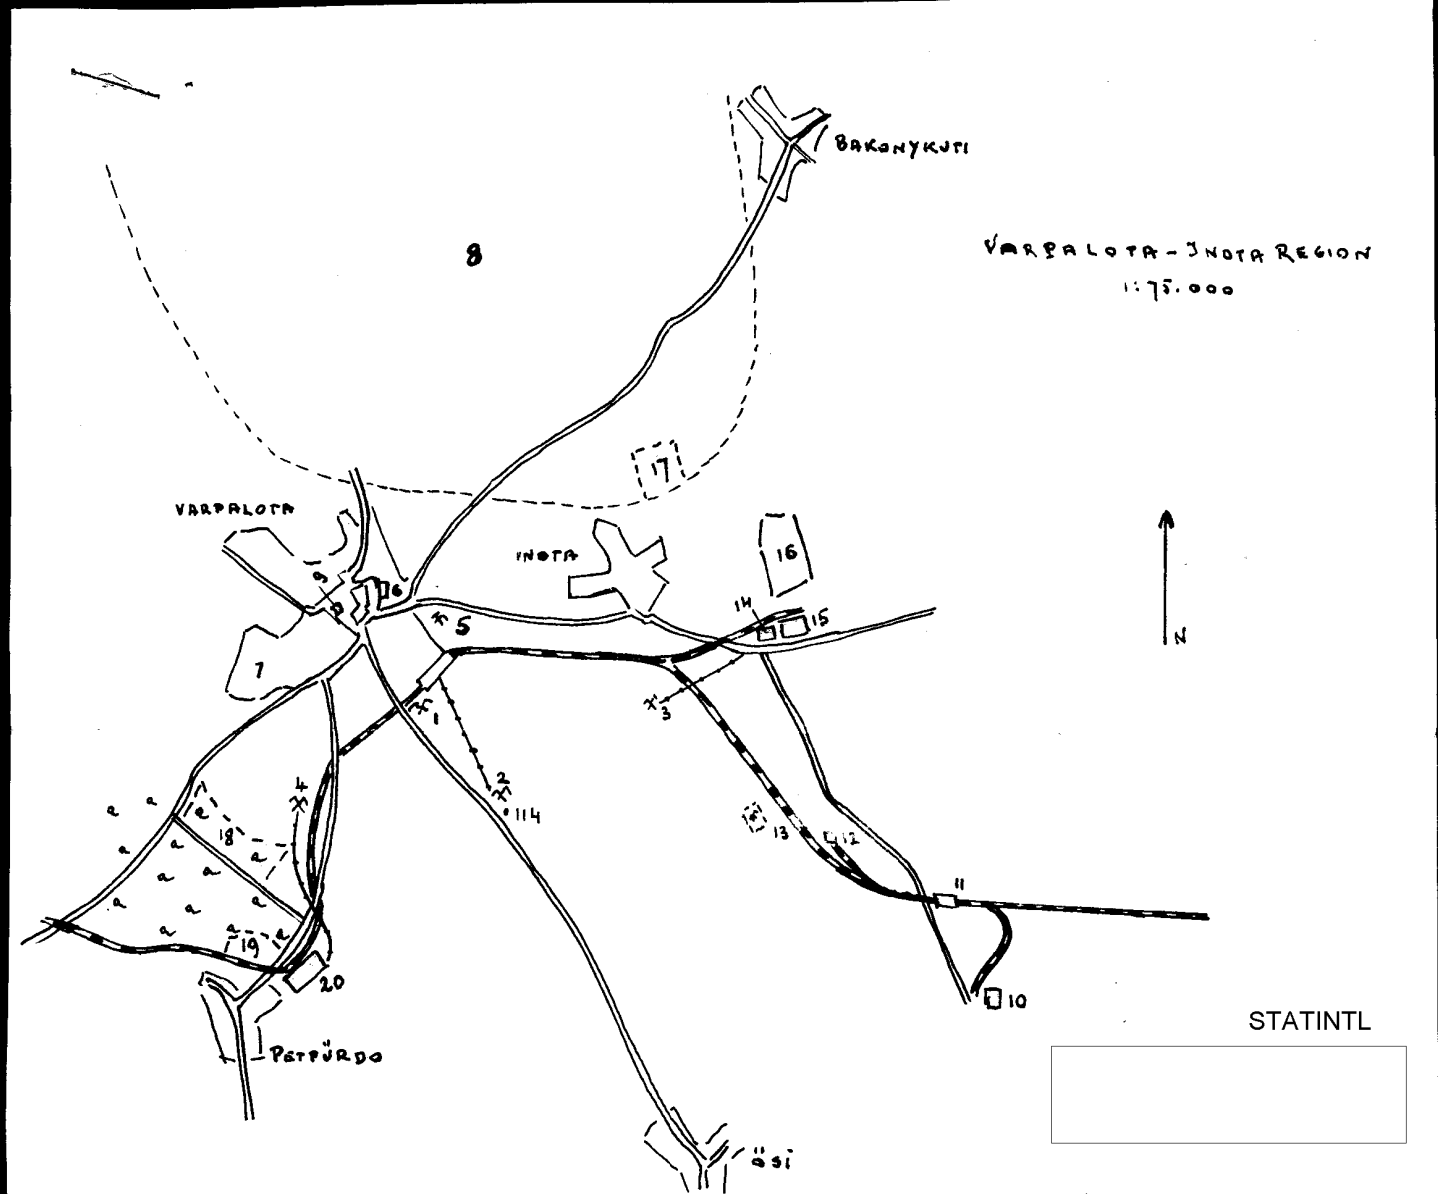 BAKONYKUTI
8
VARPALOTA-INOTA REGION
1:75.000
17
VARPALOTA
INOTA
16
9
6
14
15
5
N
7
1
3
2
4
114
18
13
12
11
19
20
10
STATINTL
PETFÜRDO
ÖSi